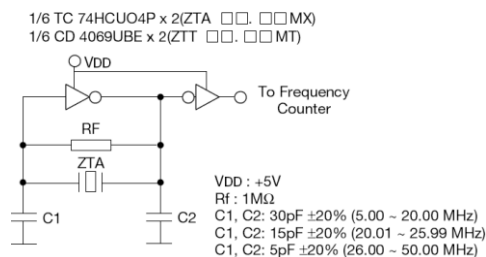 1/6 TC 74HCUO4P x 2(ZTA □□. □□MX)
1/6 CD 4069UBE x 2(ZTT □□. □□MT)
VDD
To Frequency
Counter
RF
ZTA
C1
C2
VDD : +5V
Rf : 1MΩ
C1, C2: 30pF ±20% (5.00 ~ 20.00 MHz)
C1, C2: 15pF ±20% (20.01 ~ 25.99 MHz)
C1, C2: 5pF ±20% (26.00 ~ 50.00 MHz)